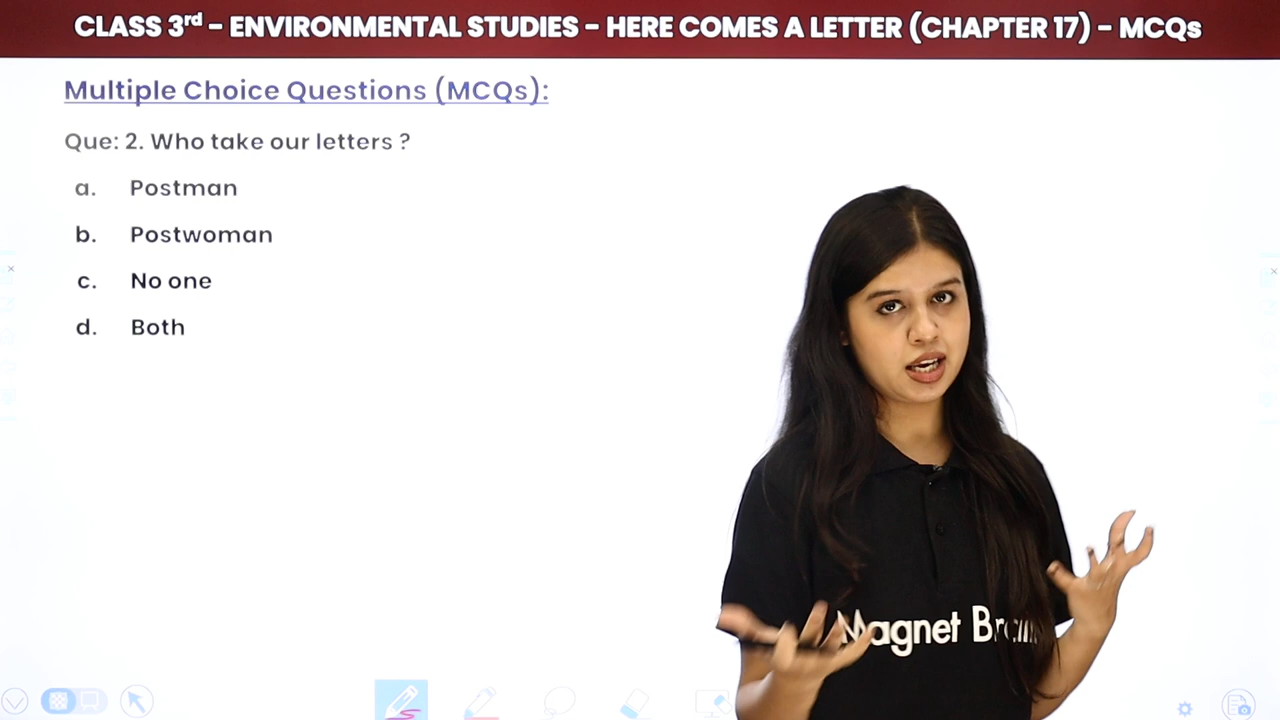 CLASS 3rd - ENVIRONMENTAL STUDIES - HERE COMES A LETTER (CHAPTER 17) - MCQs
Multiple Choice Questions (MCQs):
Que: 2. Who take our letters ?
a. Postman
b. Postwoman
c. No one
d. Both
Magnet